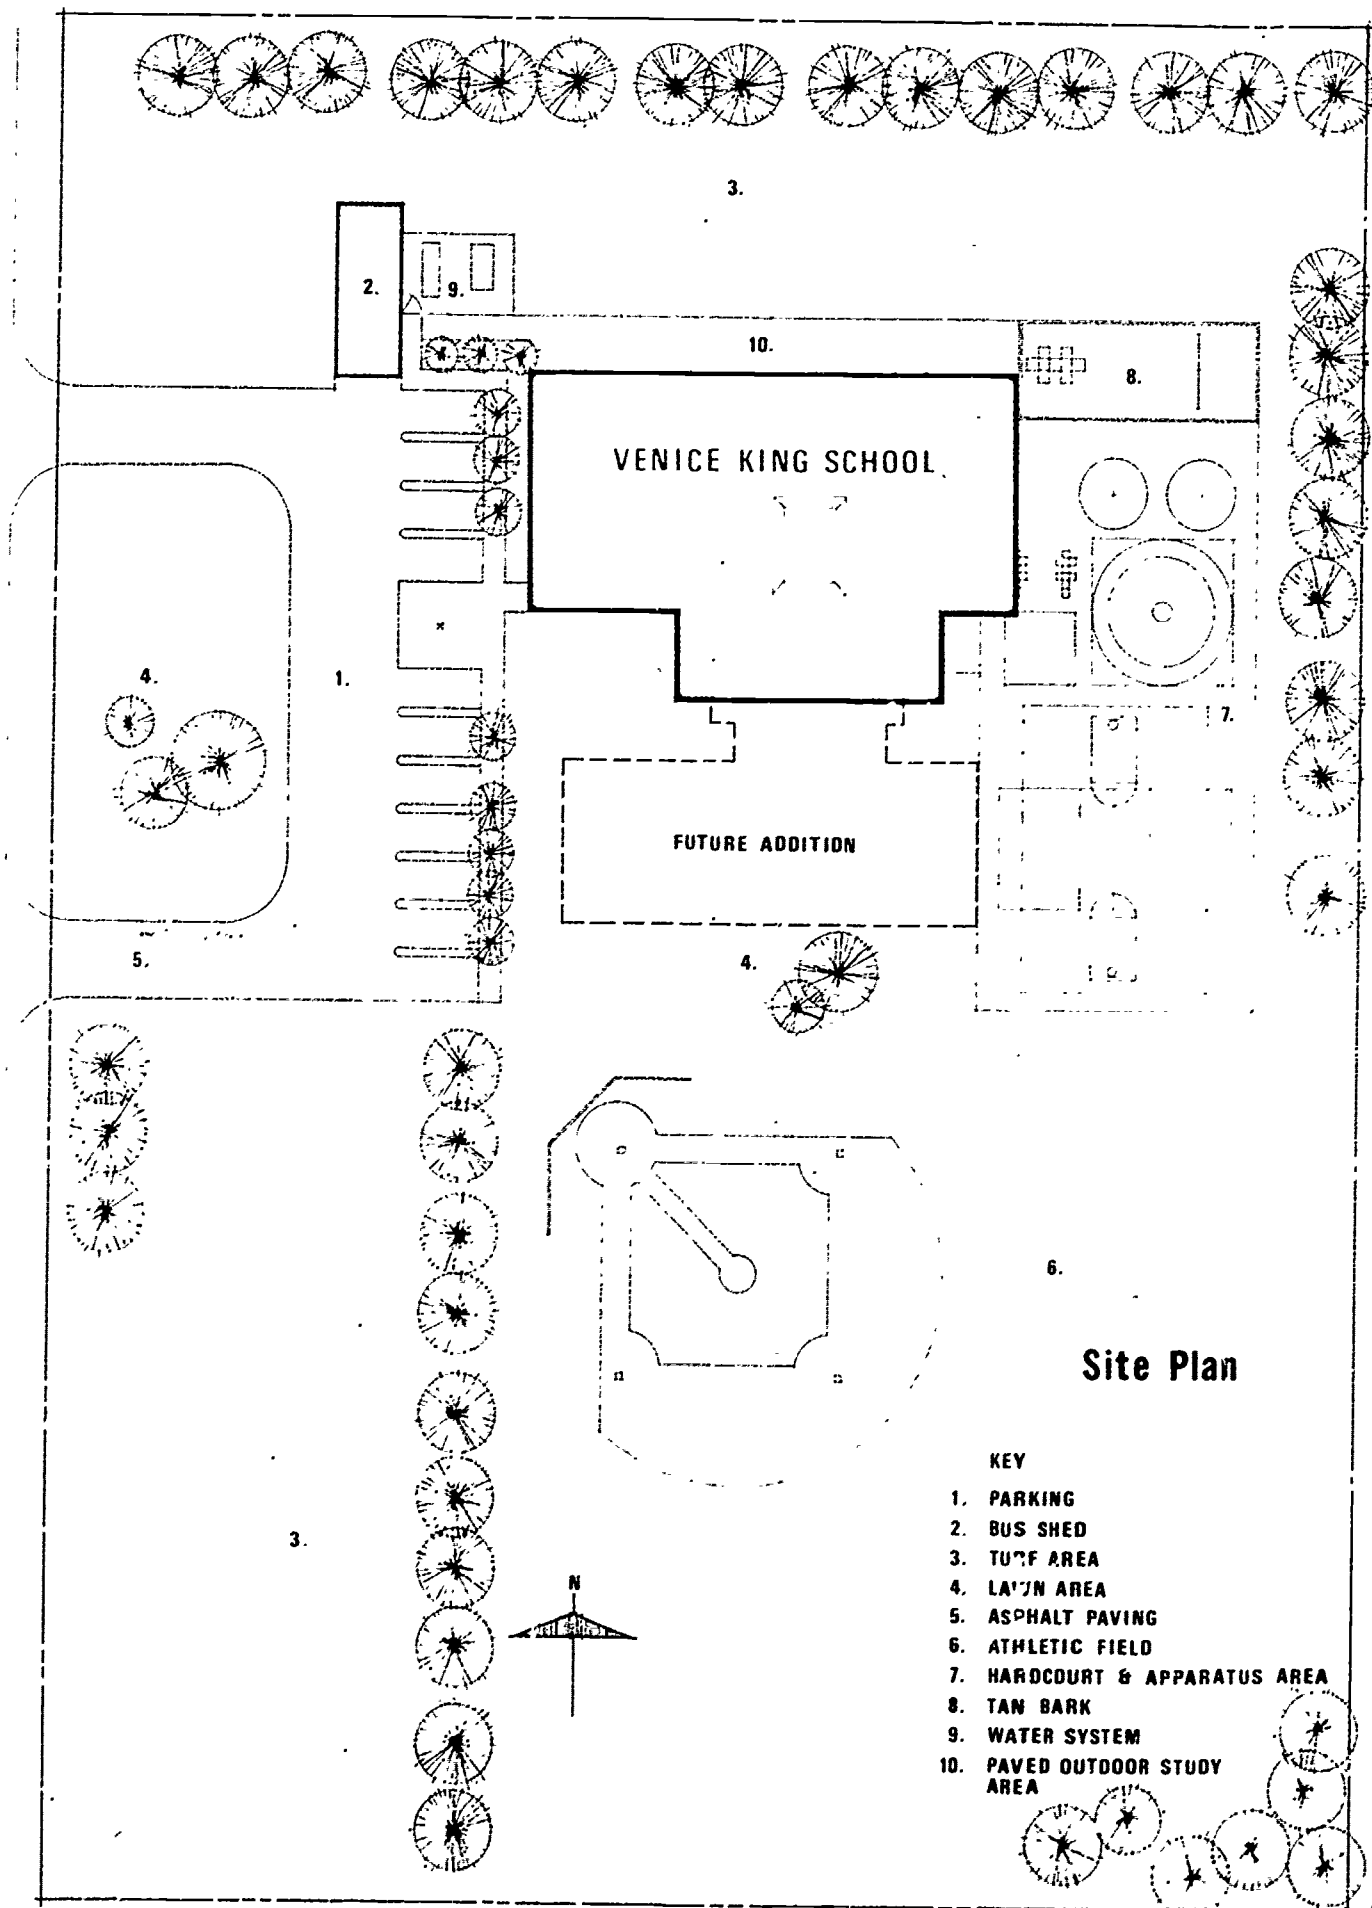 3.
2.
9.
10.
8.
VENICE KING SCHOOL
4.
1.
7.
FUTURE ADDITION
4.
5.
6.
Site Plan
3.
N
KEY
1. PARKING
2. BUS SHED
3. TURF AREA
4. LAWN AREA
5. ASPHALT PAVING
6. ATHLETIC FIELD
7. HARDCOURT & APPARATUS AREA
8. TAN BARK
9. WATER SYSTEM
10. PAVED OUTDOOR STUDY
AREA